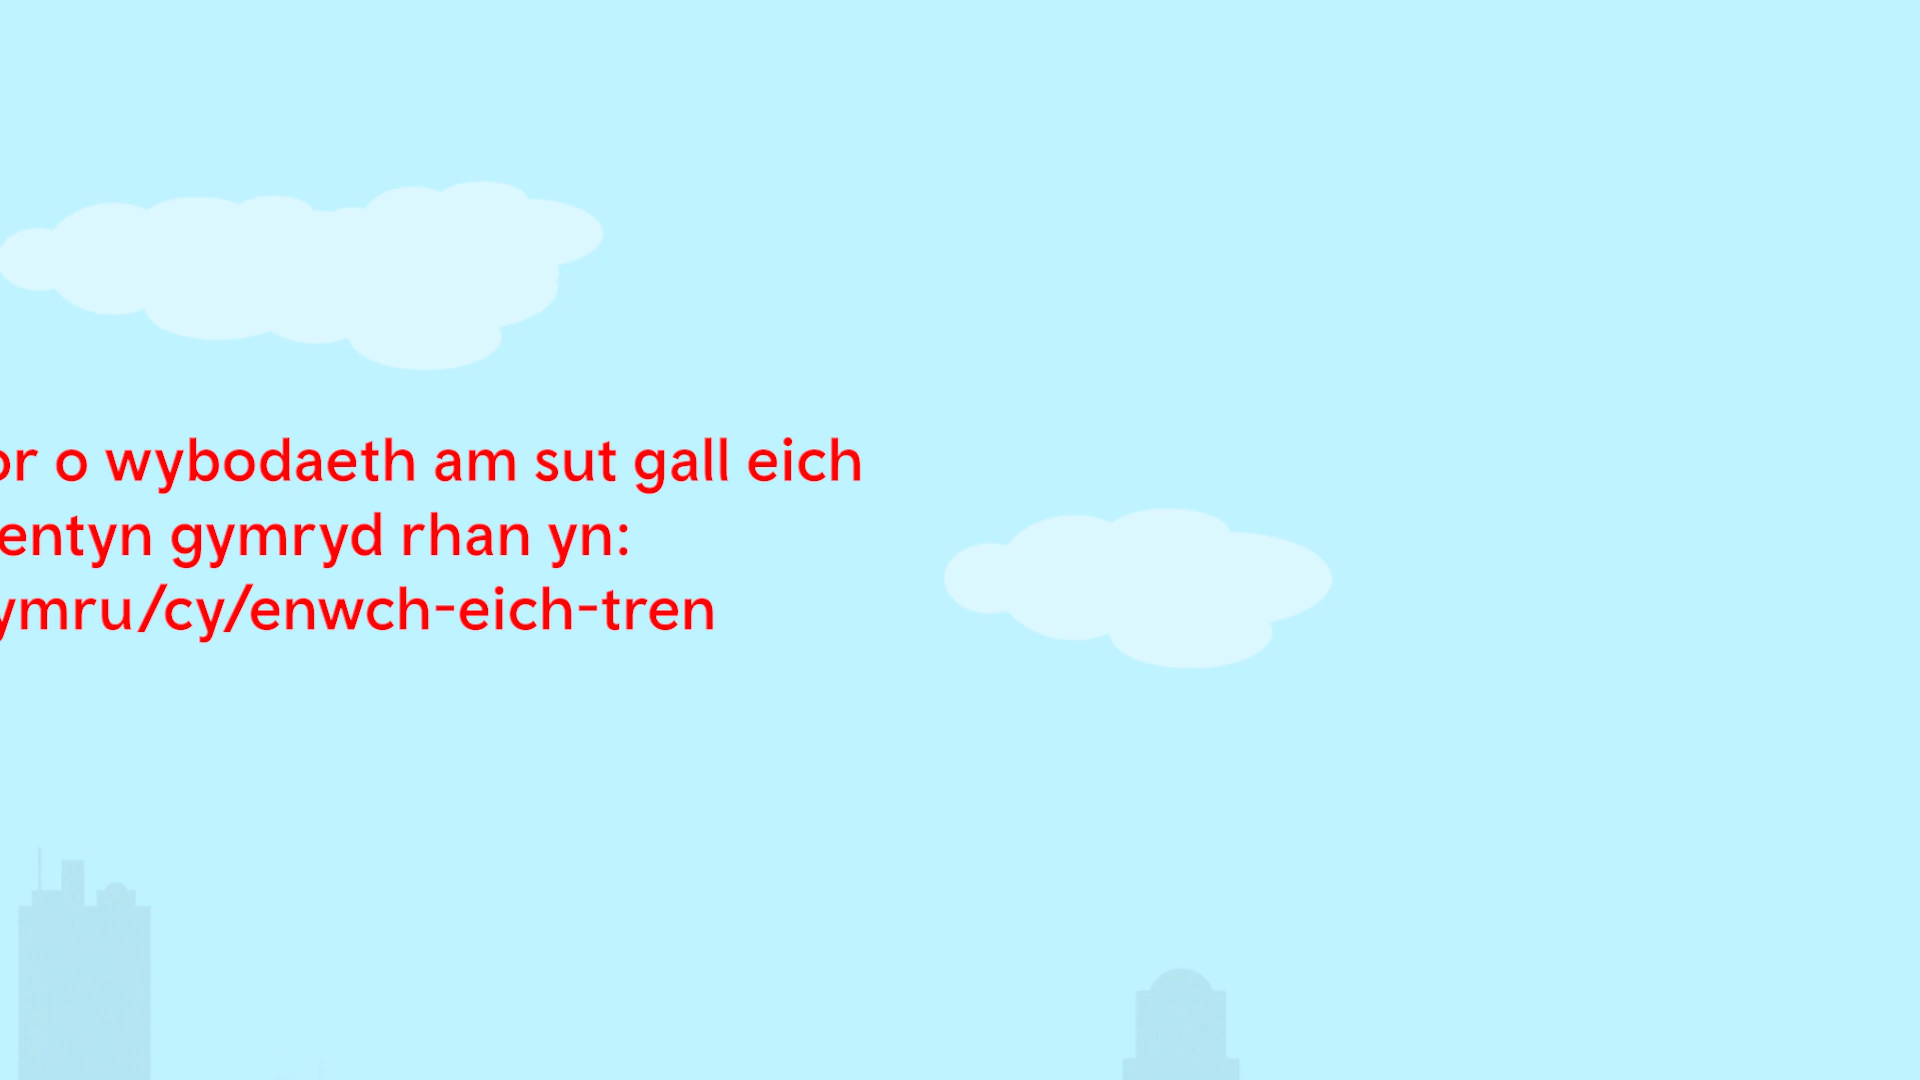 or o wybodaeth am sut gall eich
entyn gymryd rhan yn:
ymru/cy/enwch-eich-tren